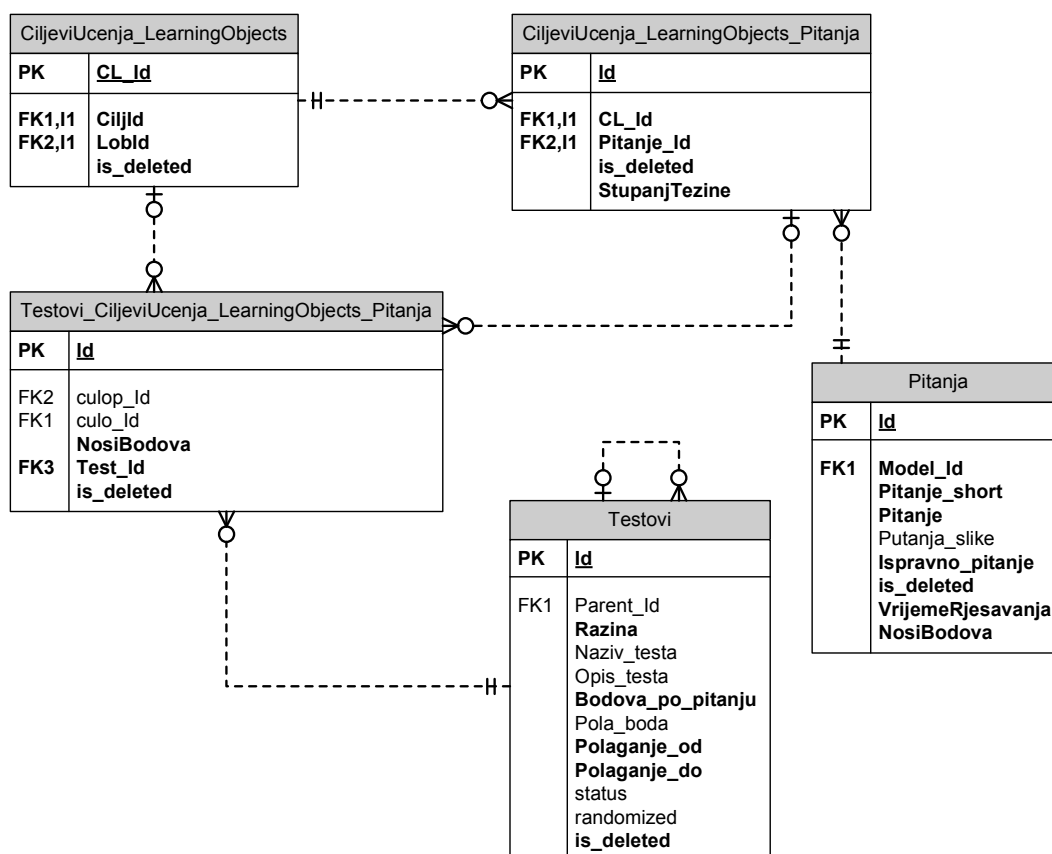 CiljeviUcenja_LearningObjects
PK CL_Id
FK1,I1 CiljId
FK2,I1 LobId
is_deleted
CiljeviUcenja_LearningObjects_Pitanja
PK Id
FK1,I1 CL_Id
FK2,I1 Pitanje_Id
is_deleted
StupanjTezine
Testovi_CiljeviUcenja_LearningObjects_Pitanja
PK Id
FK2 culop_Id
FK1 culo_Id
NosiBodova
FK3 Test_Id
is_deleted
Pitanja
PK Id
FK1 Model_Id
Pitanje_short
Pitanje
Putanja_slike
Ispravno_pitanje
is_deleted
VrijemeRjesavanja
NosiBodova
Testovi
PK Id
FK1 Parent_Id
Razina
Naziv_testa
Opis_testa
Bodova_po_pitanju
Pola_boda
Polaganje_od
Polaganje_do
status
randomized
is_deleted